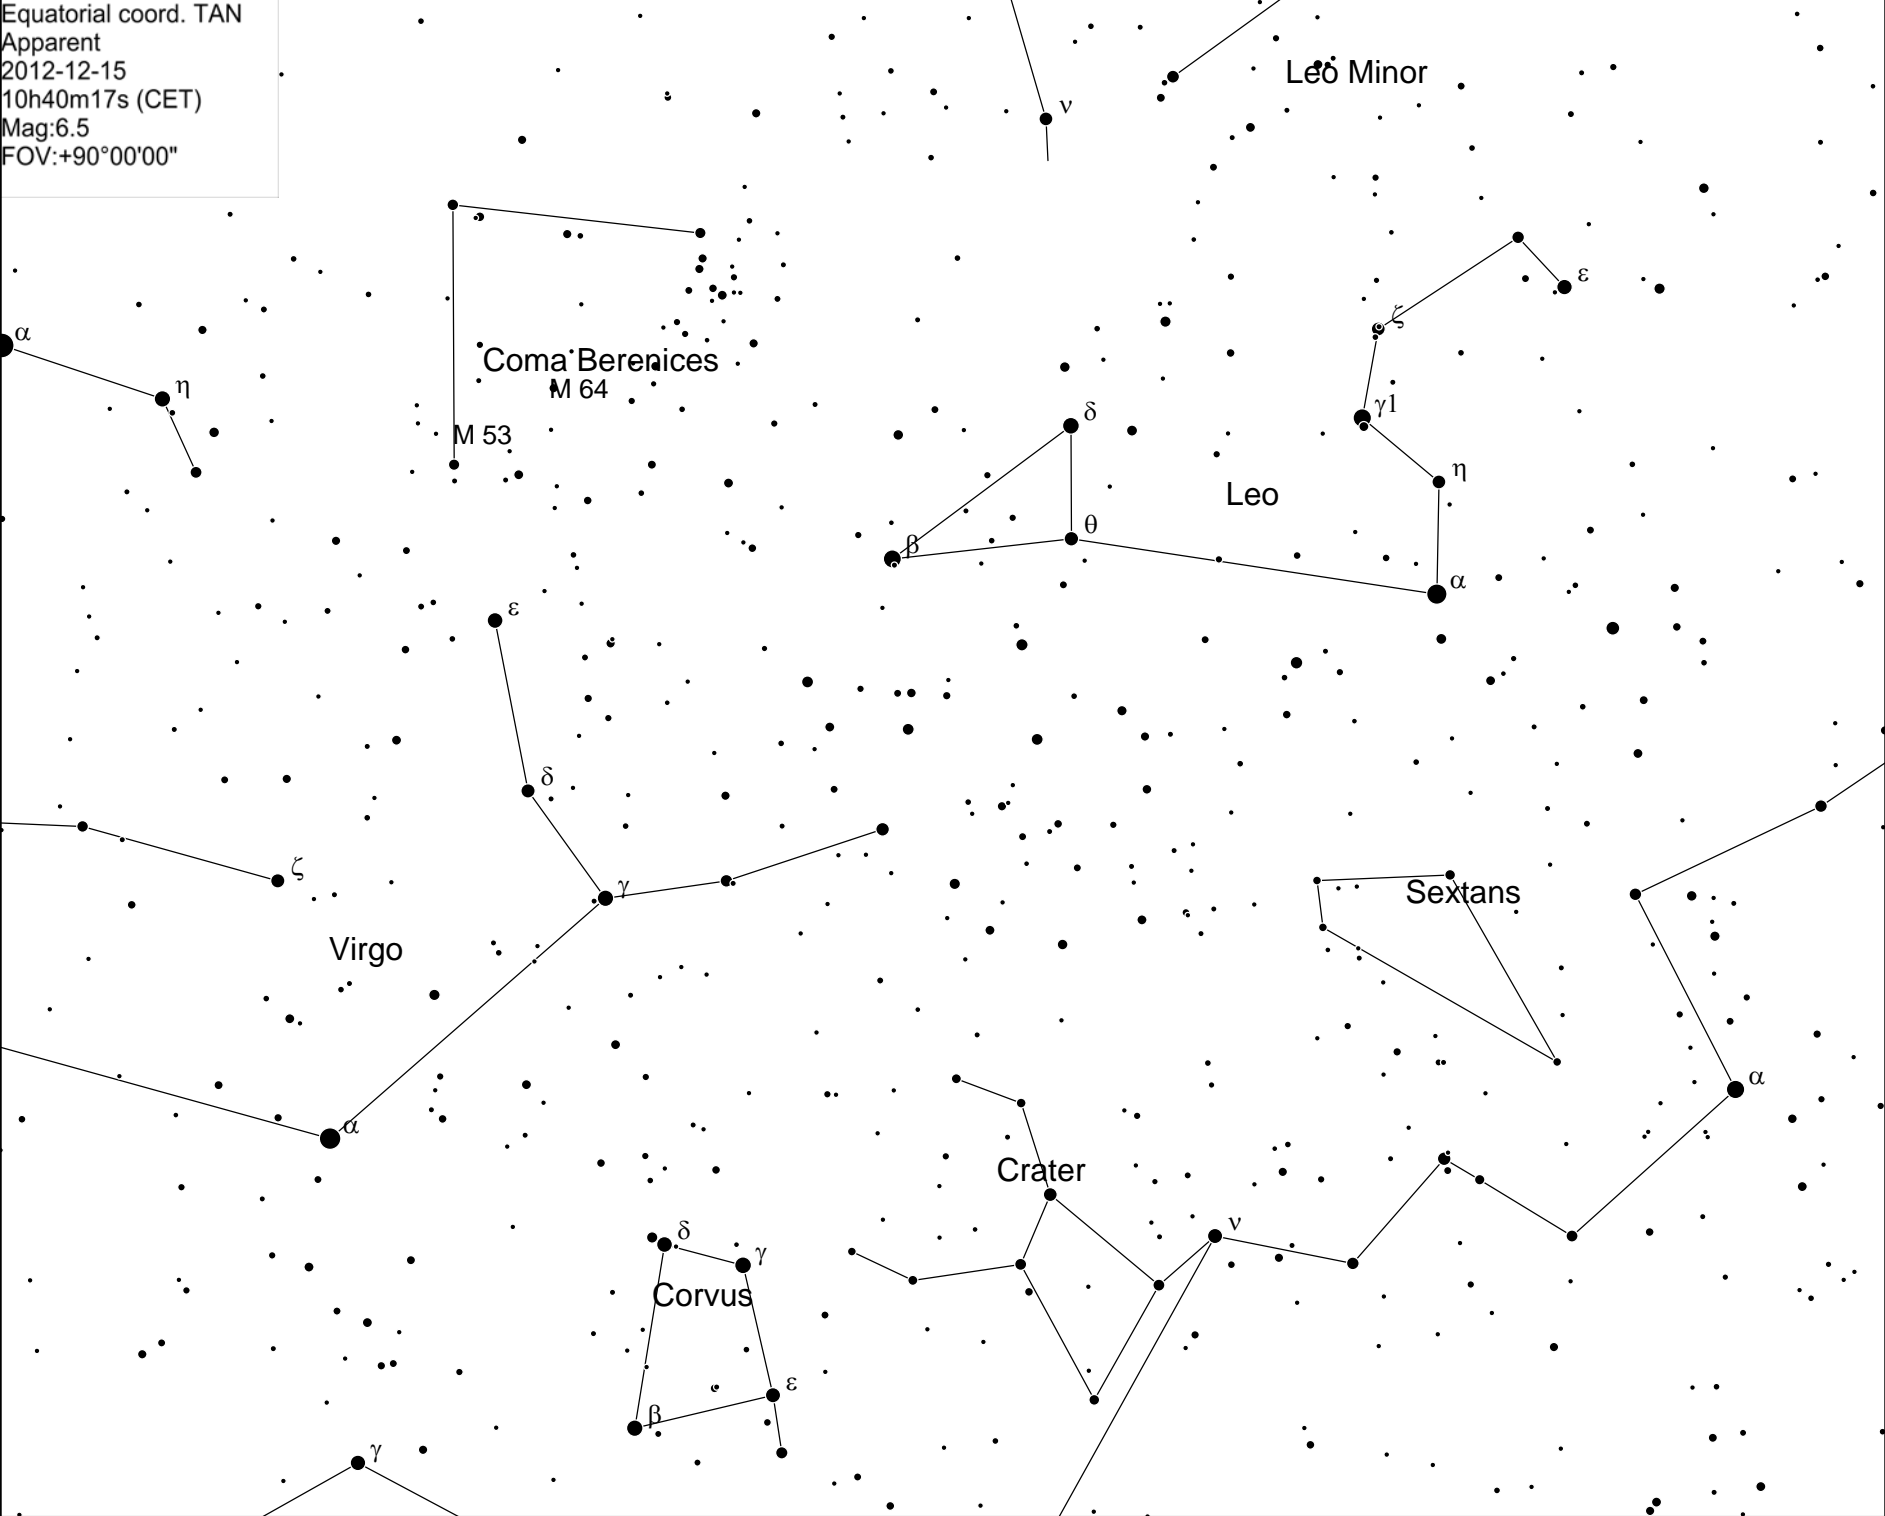 Equatorial coord. TAN
Apparent
2012-12-15
10h40m17s (CET)
Mag:6.5
FOV:+90°00'00"
Leo Minor
ν
ε
ζ
α
Coma Berenices
η
M 64
γ1
δ
M 53
η
Leo
θ
β
α
ε
δ
ζ
γ
Sextans
Virgo
α
α
Crater
ν
δ
γ
Corvus
ε
β
γ